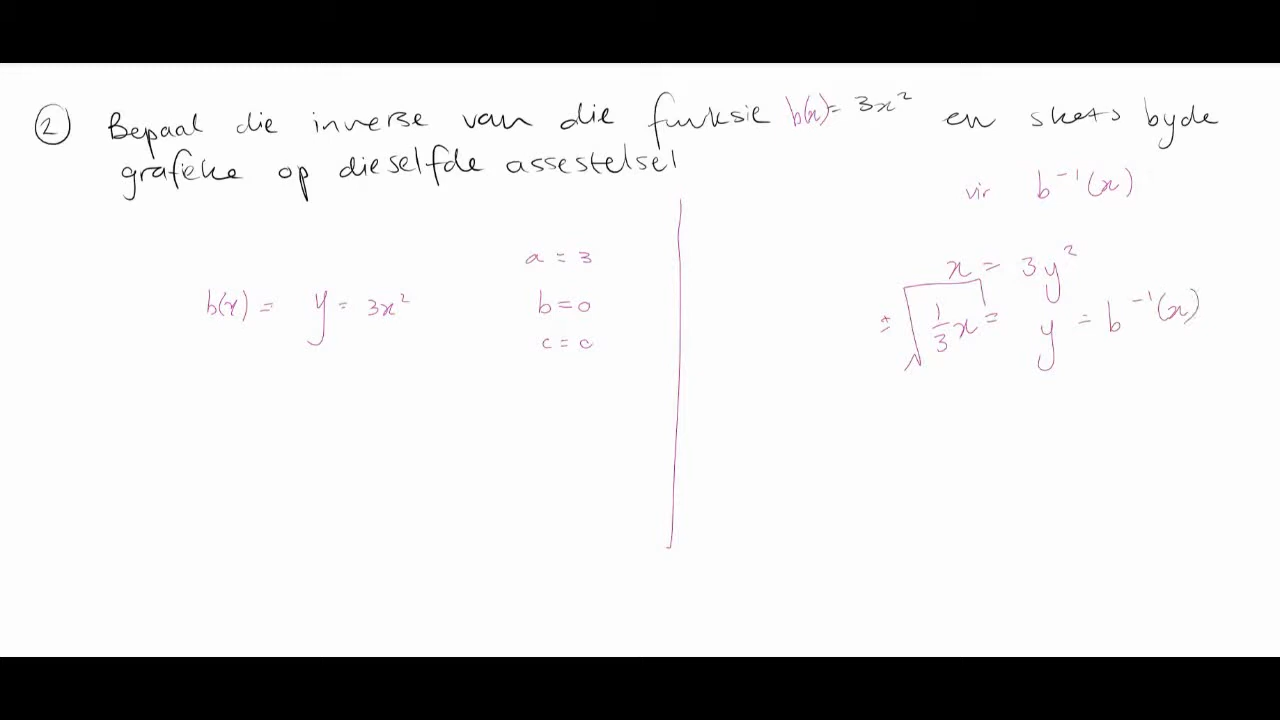 ② Bepaal die inverse van die funksie b(x)= 3x² en skets byde
grafieke op dieselfde assestelsel
vir b⁻¹(x)
a = 3
b(x) = y = 3x²
b = 0
c = 0
x = 3y²
± √(1/3 x) = y = b⁻¹(x)